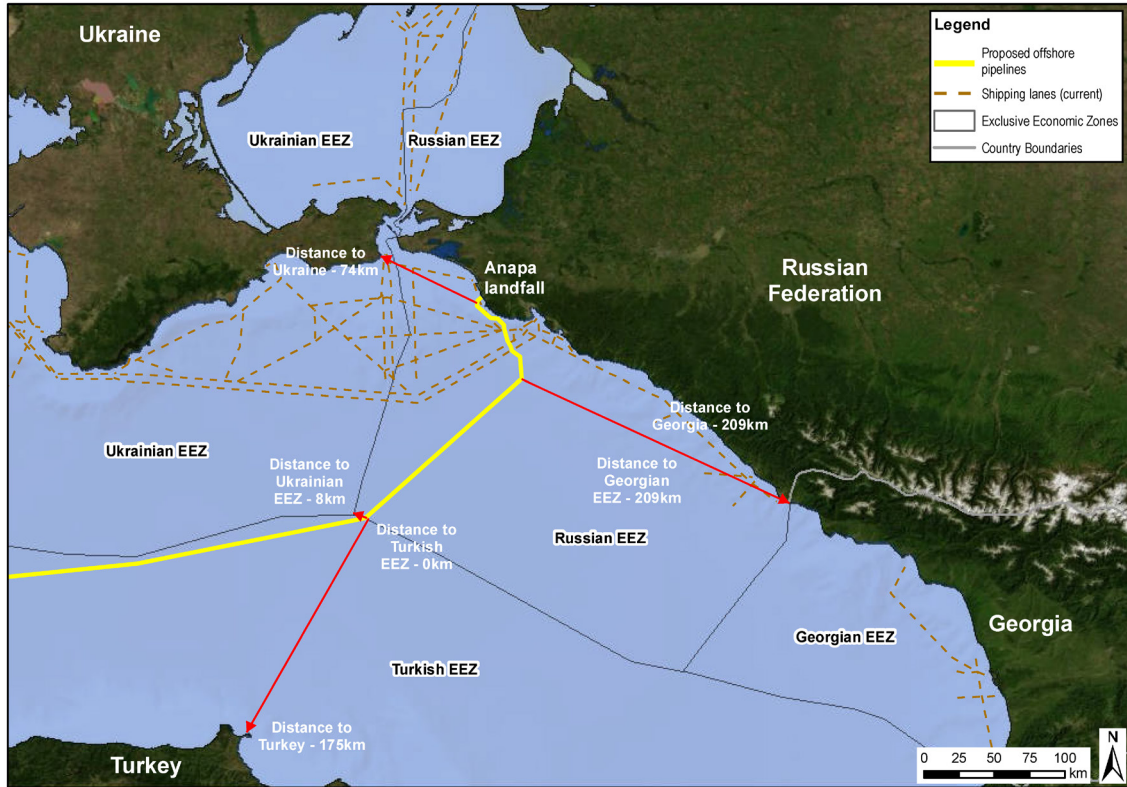 Ukraine
Legend
Proposed offshore
pipelines
Shipping lanes (current)
Exclusive Economic Zones
Country Boundaries
Ukrainian EEZ
Russian EEZ
Distance to
Ukraine - 74km
Anapa
landfall
Russian
Federation
Distance to
Georgia - 209km
Ukrainian EEZ
Distance to
Ukrainian
EEZ - 8km
Distance to
Georgian
EEZ - 209km
Distance to
Turkish
EEZ - 0km
Russian EEZ
Georgian EEZ
Georgia
Turkish EEZ
Distance to
Turkey - 175km
Turkey
N
0 25 50 75 100
km